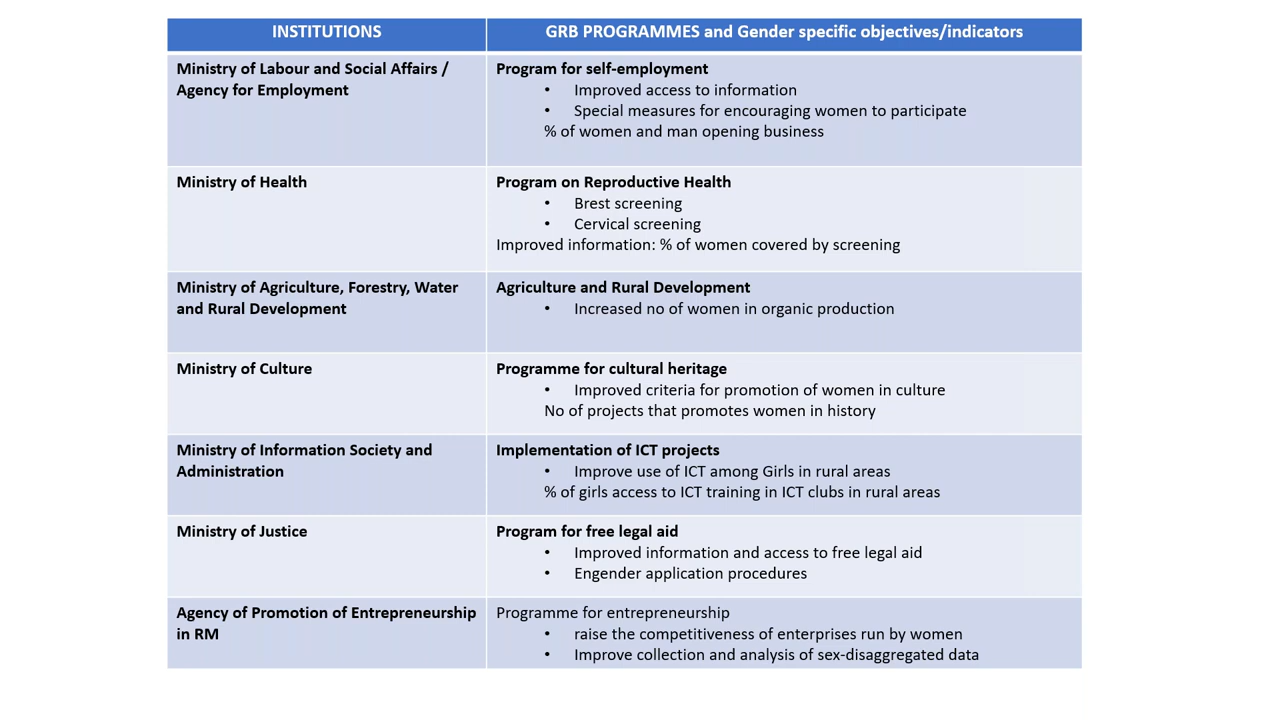 INSTITUTIONS
GRB PROGRAMMES and Gender specific objectives/indicators
Ministry of Labour and Social Affairs /
Agency for Employment
Program for self-employment
• Improved access to information
• Special measures for encouraging women to participate
% of women and man opening business
Ministry of Health
Program on Reproductive Health
• Brest screening
• Cervical screening
Improved information: % of women covered by screening
Ministry of Agriculture, Forestry, Water
and Rural Development
Agriculture and Rural Development
• Increased no of women in organic production
Ministry of Culture
Programme for cultural heritage
• Improved criteria for promotion of women in culture
No of projects that promotes women in history
Ministry of Information Society and
Administration
Implementation of ICT projects
• Improve use of ICT among Girls in rural areas
% of girls access to ICT training in ICT clubs in rural areas
Ministry of Justice
Program for free legal aid
• Improved information and access to free legal aid
• Engender application procedures
Agency of Promotion of Entrepreneurship
in RM
Programme for entrepreneurship
• raise the competitiveness of enterprises run by women
• Improve collection and analysis of sex-disaggregated data